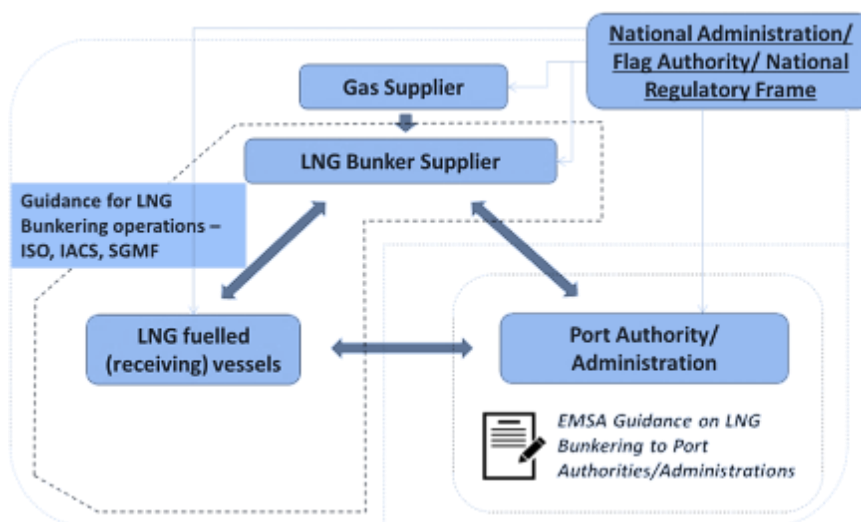 National Administration/
Flag Authority/ National
Regulatory Frame
Gas Supplier
LNG Bunker Supplier
Guidance for LNG
Bunkering operations –
ISO, IACS, SGMF
LNG fuelled
(receiving) vessels
Port Authority/
Administration
EMSA Guidance on LNG
Bunkering to Port
Authorities/Administrations